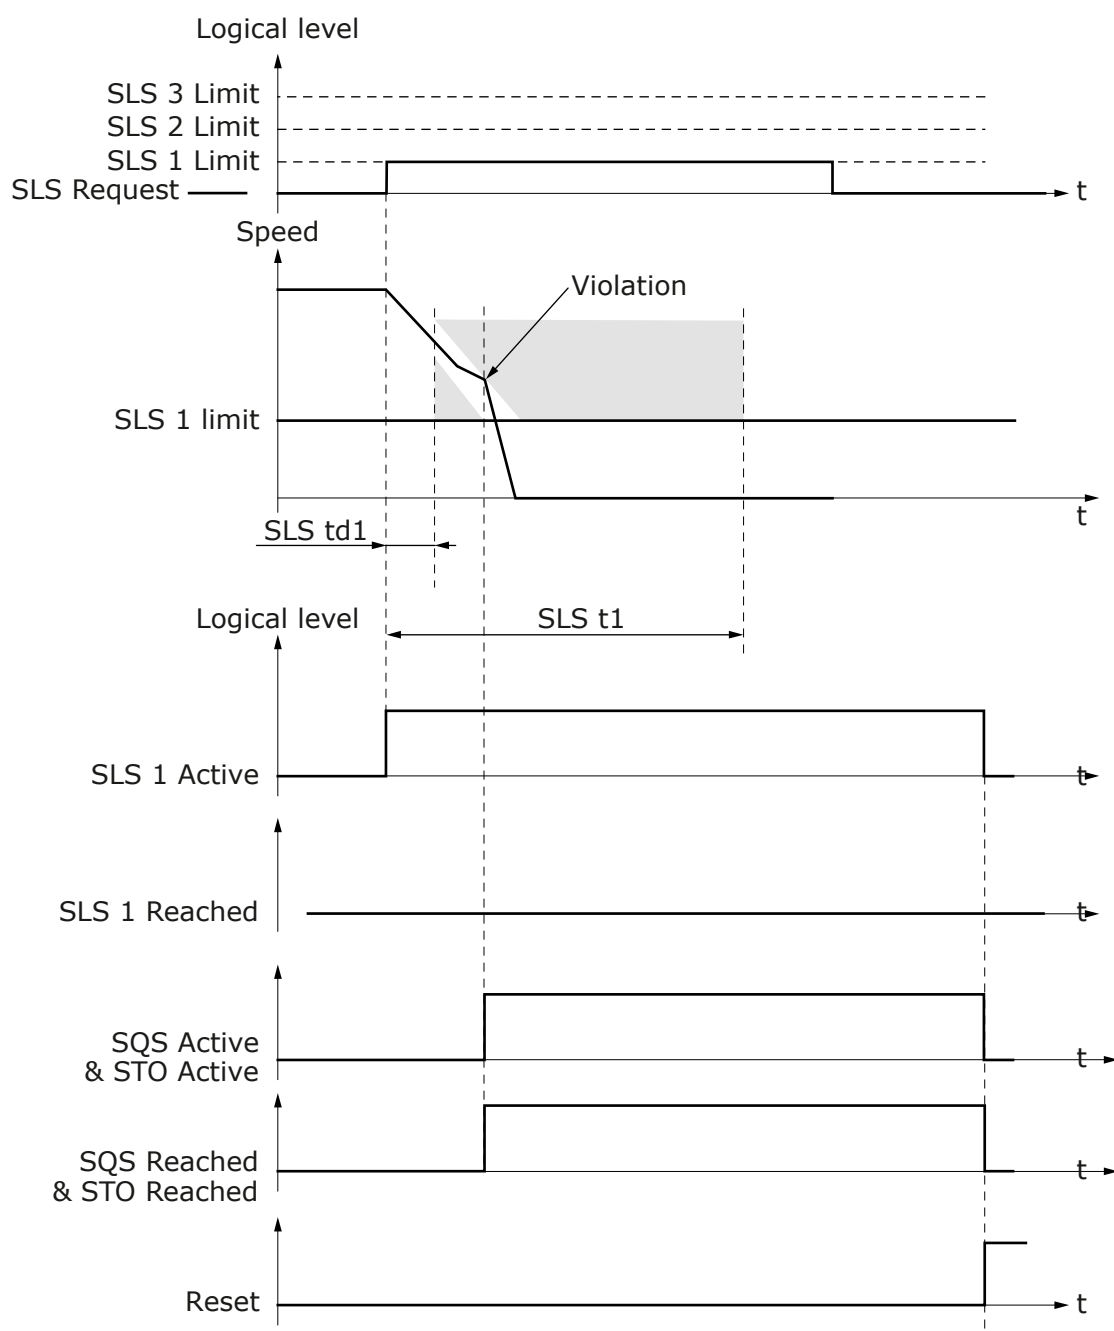 Logical level
SLS 3 Limit
SLS 2 Limit
SLS 1 Limit
SLS Request
t
Speed
Violation
SLS 1 limit
t
SLS td1
Logical level
SLS t1
SLS 1 Active
t
SLS 1 Reached
t
SQS Active
& STO Active
t
SQS Reached
& STO Reached
t
Reset
t